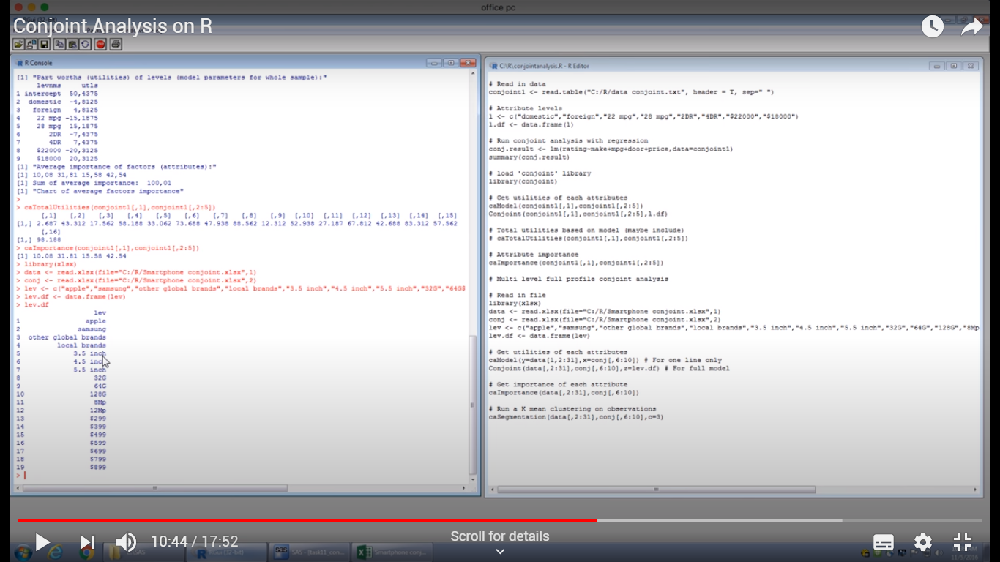 office pc
Conjoint Analysis on R
R Console
[1] "Part worths (utilities) of levels (model parameters for whole sample):"
levnms utls
1 intercept 50,4375
2 domestic -4,8125
3 foreign 4,8125
4 22 mpg -15,1875
5 28 mpg 15,1875
6 2DR -7,4375
7 4DR 7,4375
8 $22000 -20,3125
9 $18000 20,3125
[1] "Average importance of factors (attributes):"
[1] 10,08 31,81 15,58 42,54
[1] Sum of average importance: 100,01
[1] "Chart of average factors importance"
>
> caTotalUtilities(conjoint1[,1],conjoint1[,2:5])
[,1] [,2] [,3] [,4] [,5] [,6] [,7] [,8] [,9] [,10] [,11] [,12] [,13] [,14] [,15]
[1,] 2.687 43.312 17.562 58.188 33.062 73.688 47.938 88.562 12.312 52.938 27.187 67.812 42.688 83.312 57.562
[,16]
[1,] 98.188
> caImportance(conjoint1[,1],conjoint1[,2:5])
[1] 10.08 31.81 15.58 42.54
> library(xlsx)
> data <- read.xlsx(file="C:/R/Smartphone conjoint.xlsx",1)
> conj <- read.xlsx(file="C:/R/Smartphone conjoint.xlsx",2)
> lev <- c("apple","samsung","other global brands","local brands","3.5 inch","4.5 inch","5.5 inch","32G","64G$
> lev.df <- data.frame(lev)
> lev.df
lev
1 apple
2 samsung
3 other global brands
4 local brands
5 3.5 inch
6 4.5 inch
7 5.5 inch
8 32G
9 64G
10 128G
11 8Mp
12 12Mp
13 $299
14 $399
15 $499
16 $599
17 $699
18 $799
19 $899
>
C:\R\conjointanalysis.R - R Editor
# Read in data
conjoint1 <- read.table("C:/R/data conjoint.txt", header = T, sep=" ")
# Attribute levels
l <- c("domestic","foreign","22 mpg","28 mpg","2DR","4DR","$22000","$18000")
l.df <- data.frame(l)
# Run conjoint analysis with regression
conj.result <- lm(rating~make+mpg+door+price,data=conjoint1)
summary(conj.result)
# load 'conjoint' library
library(conjoint)
# Get utilities of each attributes
caModel(conjoint1[,1],conjoint1[,2:5])
Conjoint(conjoint1[,1],conjoint1[,2:5],l.df)
# Total utilities based on model (maybe include)
# caTotalUtilities(conjoint1[,1],conjoint1[,2:5])
# Attribute importance
caImportance(conjoint1[,1],conjoint1[,2:5])
# Multi level full profile conjoint analysis
# Read in file
library(xlsx)
data <- read.xlsx(file="C:/R/Smartphone conjoint.xlsx",1)
conj <- read.xlsx(file="C:/R/Smartphone conjoint.xlsx",2)
lev <- c("apple","samsung","other global brands","local brands","3.5 inch","4.5 inch","5.5 inch","32G","64G","128G","8Mp
lev.df <- data.frame(lev)
# Get utilities of each attributes
caModel(y=data[1,2:31],x=conj[,6:10]) # For one line only
Conjoint(data[,2:31],conj[,6:10],z=lev.df) # For full model
# Get importance of each attribute
caImportance(data[,2:31],conj[,6:10])
# Run a K mean clustering on observations
caSegmentation(data[,2:31],conj[,6:10],c=3)
10:44 / 17:52
Scroll for details
Smartphone conj...
11/5/2016